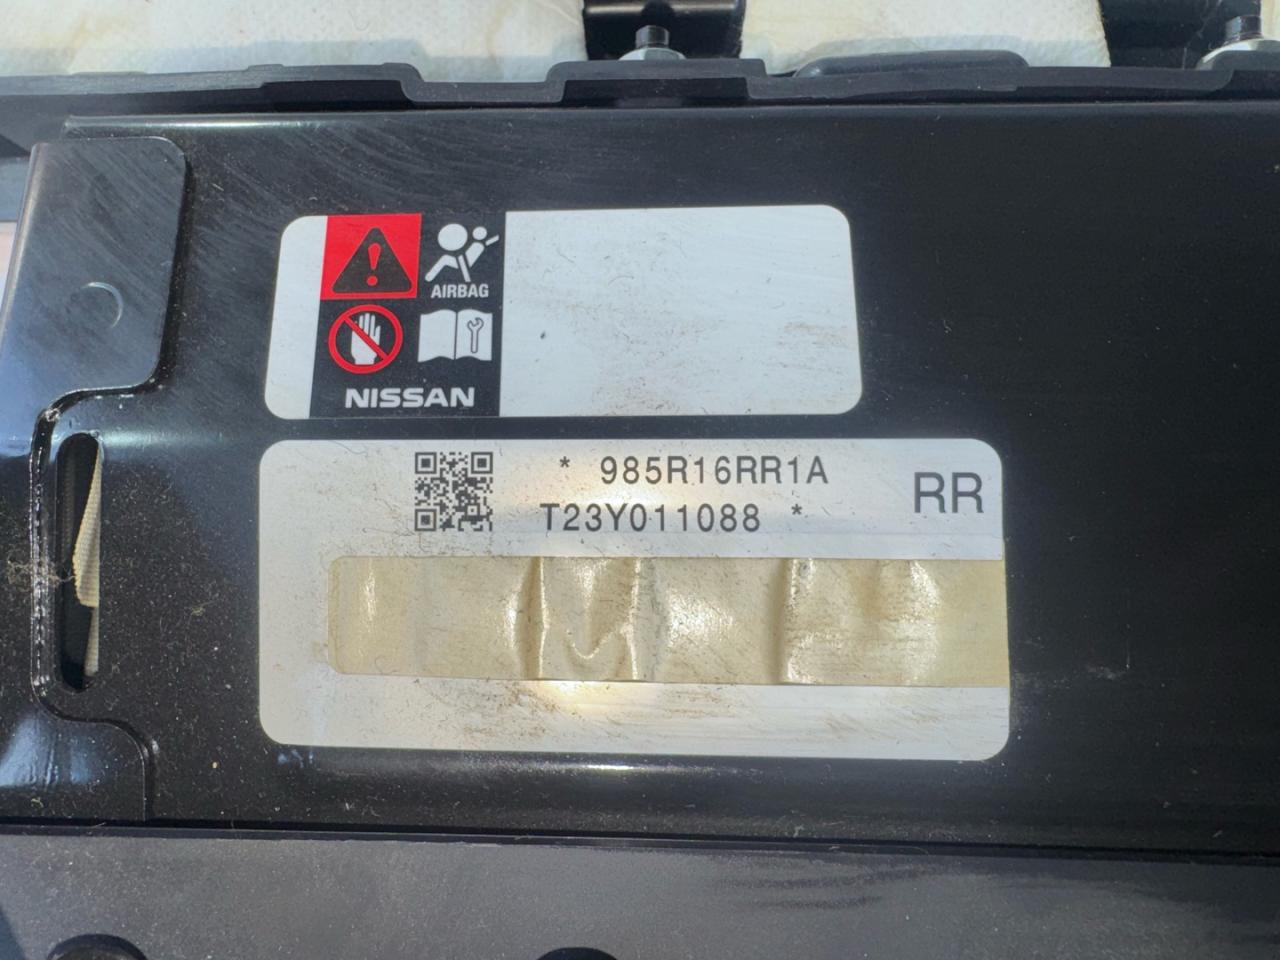 AIRBAG
NISSAN
* 985R16RR1A
T23Y011088 *
RR